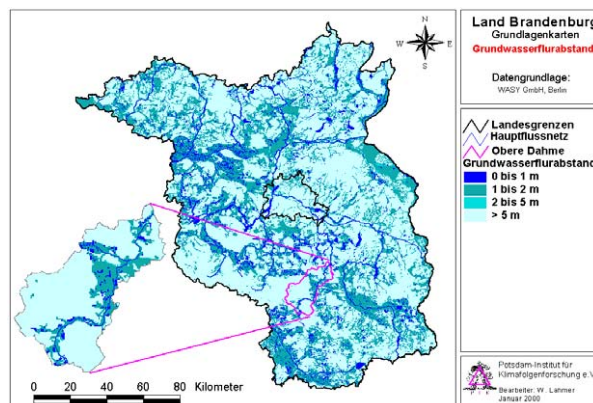 N
W
E
S
0 20 40 60 80 Kilometer
Land Brandenburg
Grundlagenkarten
Grundwasserflurabstand
Datengrundlage:
WASY GmbH, Berlin
Landesgrenzen
Hauptflussnetz
Obere Dahme
Grundwasserflurabstand
0 bis 1 m
1 bis 2 m
2 bis 5 m
> 5 m
Potsdam-Institut für
Klimafolgenforschung e.V.
Bearbeiter: W. Lahmer
Januar 2000